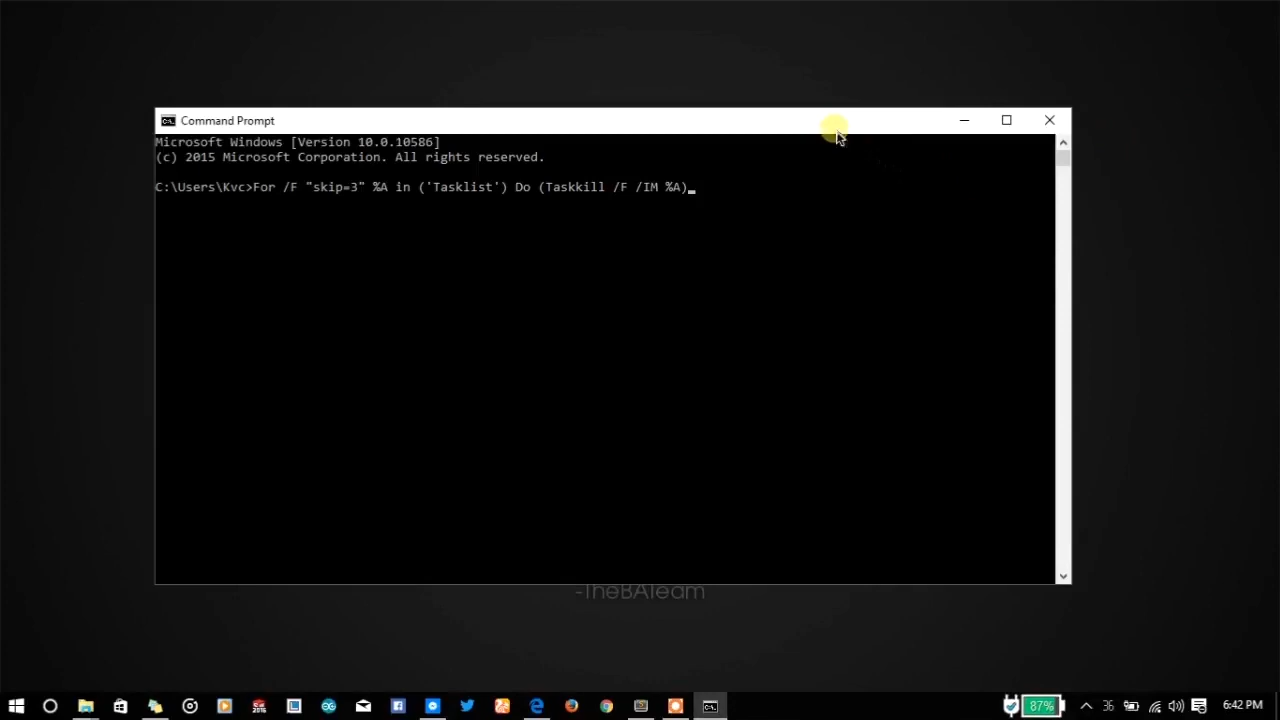 Command Prompt
Microsoft Windows [Version 10.0.10586]
(c) 2015 Microsoft Corporation. All rights reserved.
C:\Users\Kvc>For /F "skip=3" %A in ('Tasklist') Do (Taskkill /F /IM %A)_
-TheBATeam
87%
6:42 PM